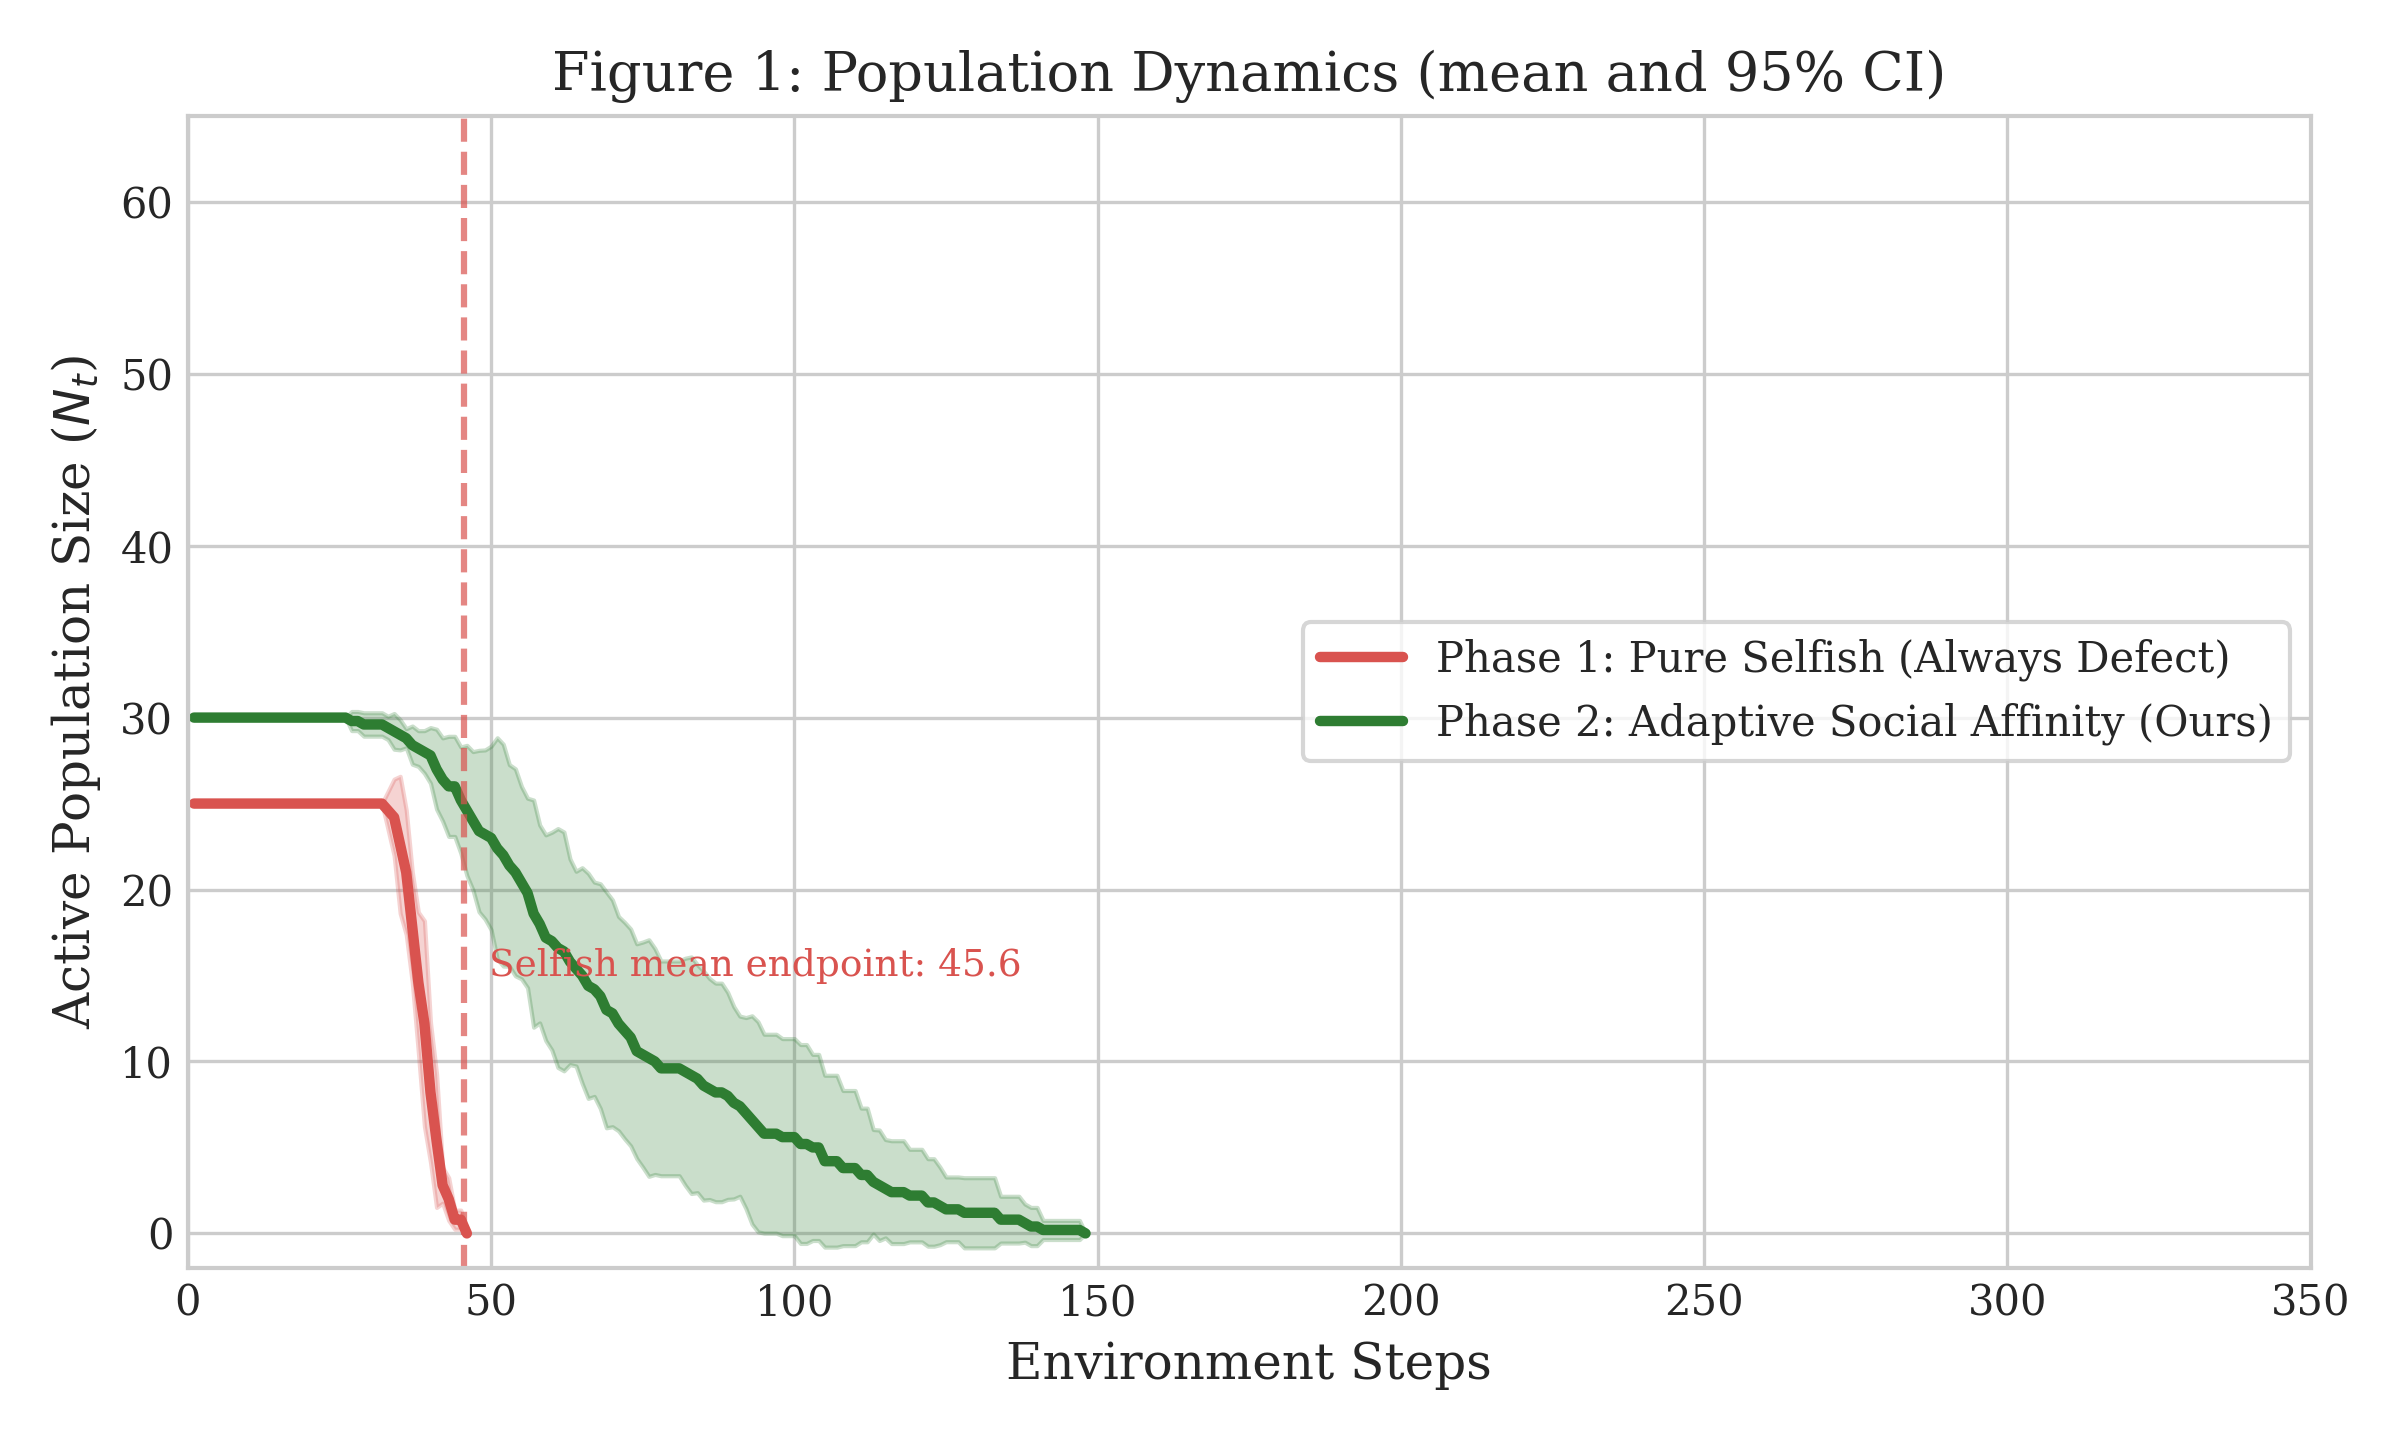 Figure 1: Population Dynamics (mean and 95% CI)
Active Population Size (Nₜ)
60
50
40
30
20
10
0
Phase 1: Pure Selfish (Always Defect)
Phase 2: Adaptive Social Affinity (Ours)
Selfish mean endpoint: 45.6
0 50 100 150 200 250 300 350
Environment Steps